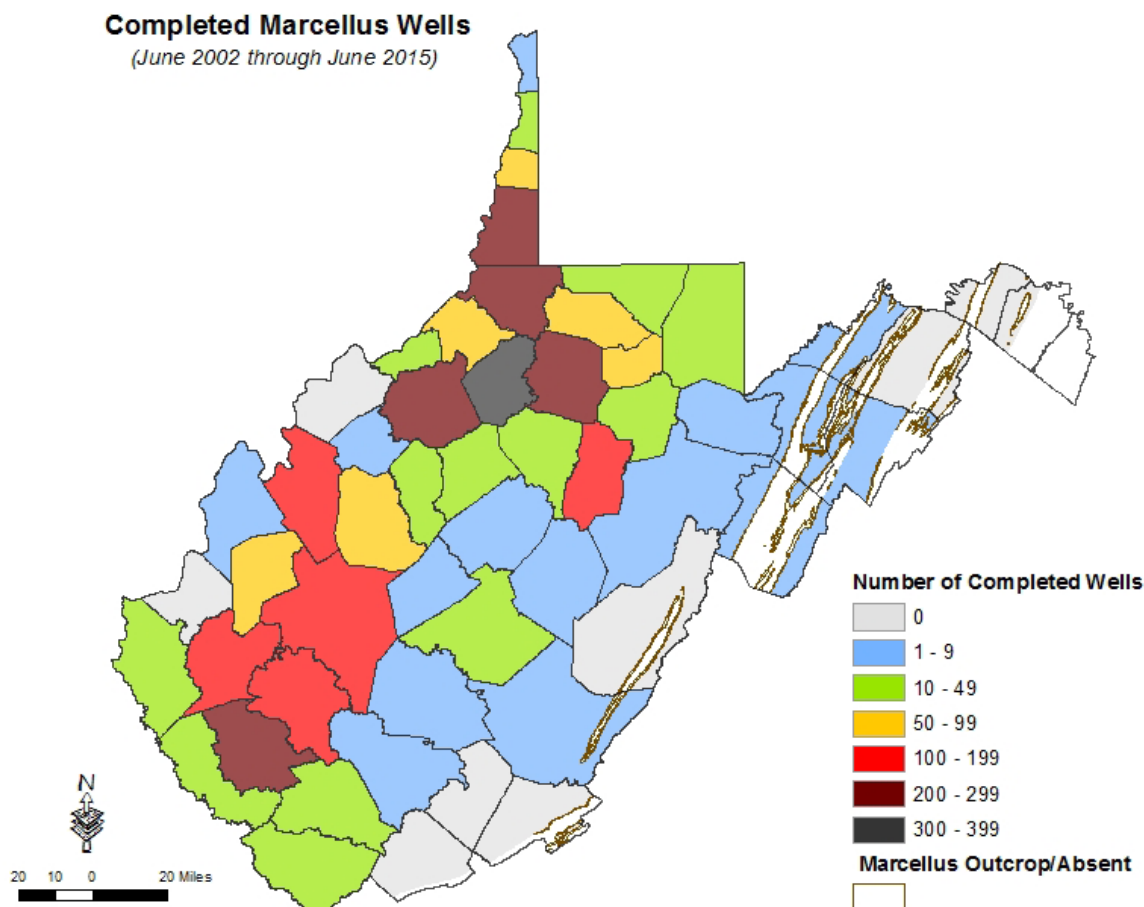 Completed Marcellus Wells
(June 2002 through June 2015)
Number of Completed Wells
0
1 - 9
10 - 49
50 - 99
100 - 199
200 - 299
300 - 399
Marcellus Outcrop/Absent
N
20 10 0 20 Miles